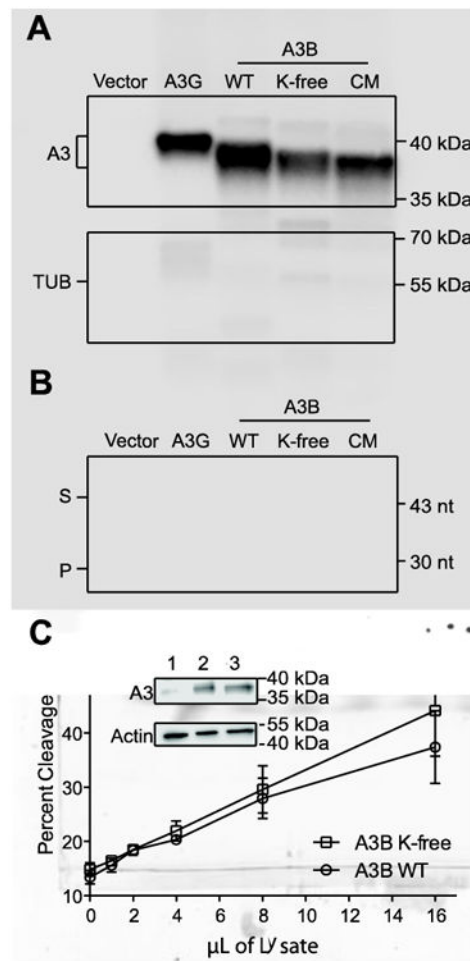 A
A3B
Vector A3G WT K-free CM
A3
40 kDa
35 kDa
TUB
70 kDa
55 kDa
B
A3B
Vector A3G WT K-free CM
S
P
43 nt
30 nt
C
1 2 3
A3
40 kDa
35 kDa
Actin
55 kDa
40 kDa
Percent Cleavage
40
30
20
10
A3B K-free
A3B WT
0 2 4 6 8 10 12 14 16
µL of Lysate